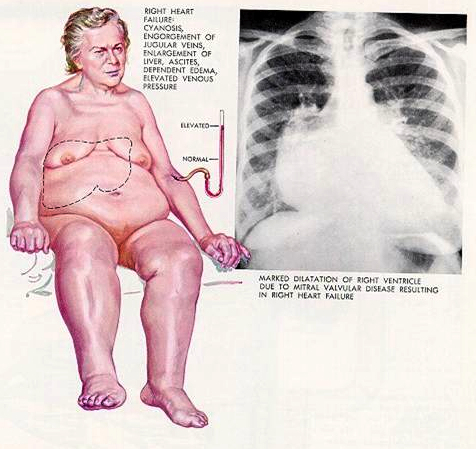 RIGHT HEART
FAILURE:
CYANOSIS,
ENGORGEMENT OF
JUGULAR VEINS,
ENLARGEMENT OF
LIVER, ASCITES,
DEPENDENT EDEMA,
ELEVATED VENOUS
PRESSURE
ELEVATED
NORMAL
MARKED DILATATION OF RIGHT VENTRICLE
DUE TO MITRAL VALVULAR DISEASE RESULTING
IN RIGHT HEART FAILURE